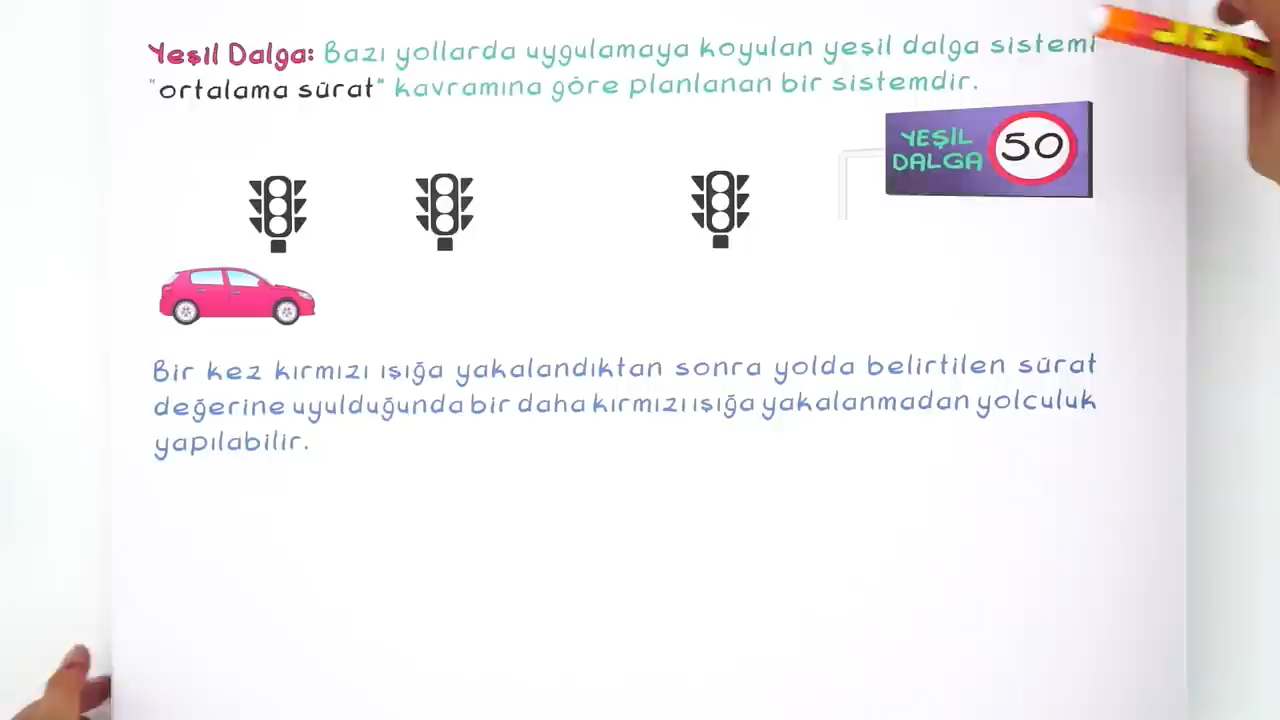 Yeşil Dalga: Bazı yollarda uygulamaya koyulan yeşil dalga sistemi
"ortalama sürat" kavramına göre planlanan bir sistemdir.
YEŞİL
DALGA
50
Bir kez kırmızı ışığa yakalandıktan sonra yolda belirtilen sürat
değerine uyulduğunda bir daha kırmızı ışığa yakalanmadan yolculuk
yapılabilir.